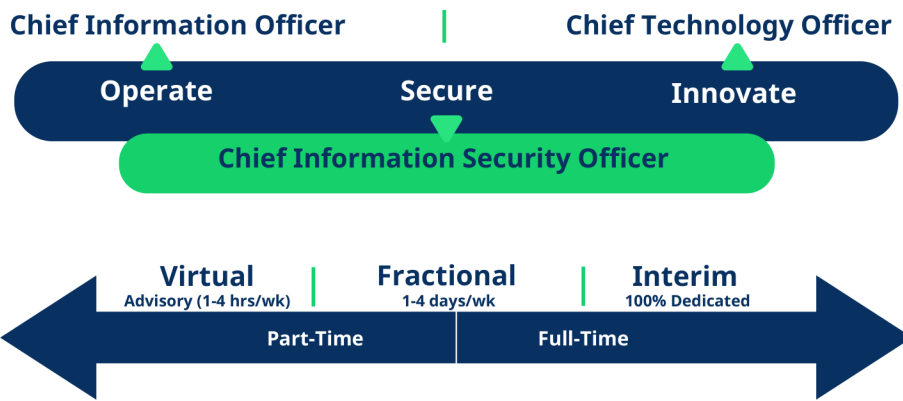 Chief Information Officer
Chief Technology Officer
Operate
Secure
Innovate
Chief Information Security Officer
Virtual
Advisory (1-4 hrs/wk)
Fractional
1-4 days/wk
Interim
100% Dedicated
Part-Time
Full-Time